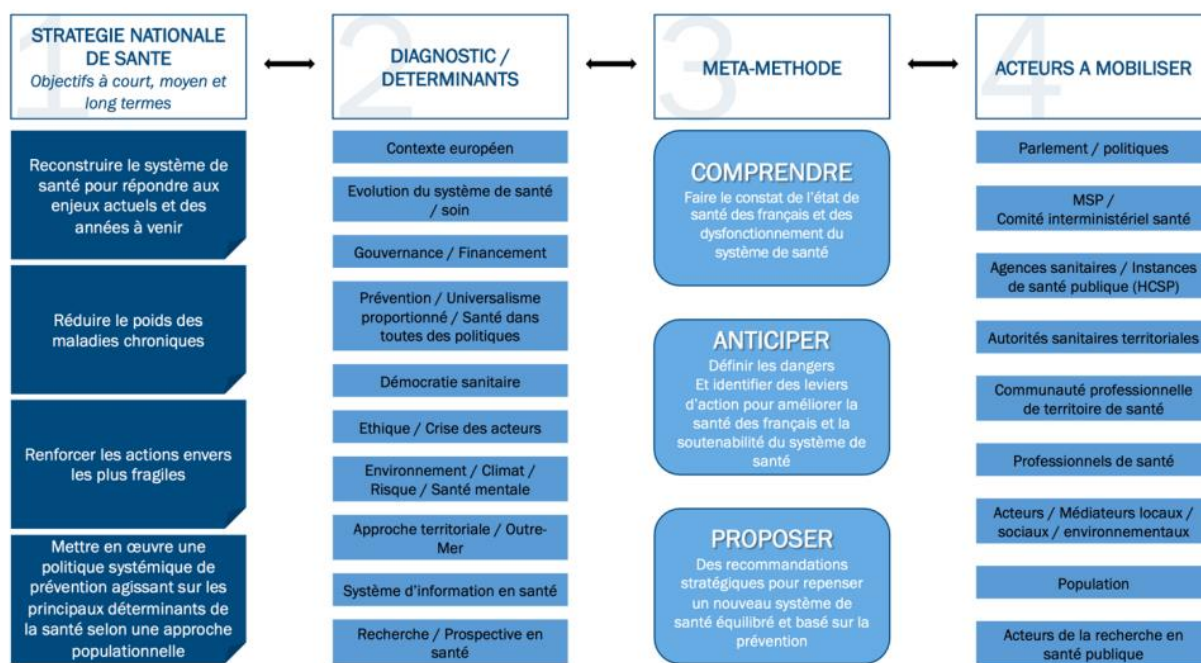 1
STRATEGIE NATIONALE
DE SANTE
Objectifs à court, moyen et
long termes
Reconstruire le système de
santé pour répondre aux
enjeux actuels et des
années à venir
Réduire le poids des
maladies chroniques
Renforcer les actions envers
les plus fragiles
Mettre en œuvre une
politique systémique de
prévention agissant sur les
principaux déterminants de
la santé selon une approche
populationnelle
2
DIAGNOSTIC /
DETERMINANTS
Contexte européen
Evolution du système de santé
/ soin
Gouvernance / Financement
Prévention / Universalisme
proportionné / Santé dans
toutes des politiques
Démocratie sanitaire
Ethique / Crise des acteurs
Environnement / Climat /
Risque / Santé mentale
Approche territoriale / Outre-
Mer
Système d'information en santé
Recherche / Prospective en
santé
3
META-METHODE
COMPRENDRE
Faire le constat de l'état de
santé des français et des
dysfonctionnement du
système de santé
ANTICIPER
Définir les dangers
Et identifier des leviers
d'action pour améliorer la
santé des français et la
soutenabilité du système de
santé
PROPOSER
Des recommandations
stratégiques pour repenser
un nouveau système de
santé équilibré et basé sur la
prévention
4
ACTEURS A MOBILISER
Parlement / politiques
MSP /
Comité interministériel santé
Agences sanitaires / Instances
de santé publique (HCSP)
Autorités sanitaires territoriales
Communauté professionnelle
de territoire de santé
Professionnels de santé
Acteurs / Médiateurs locaux /
sociaux / environnementaux
Population
Acteurs de la recherche en
santé publique